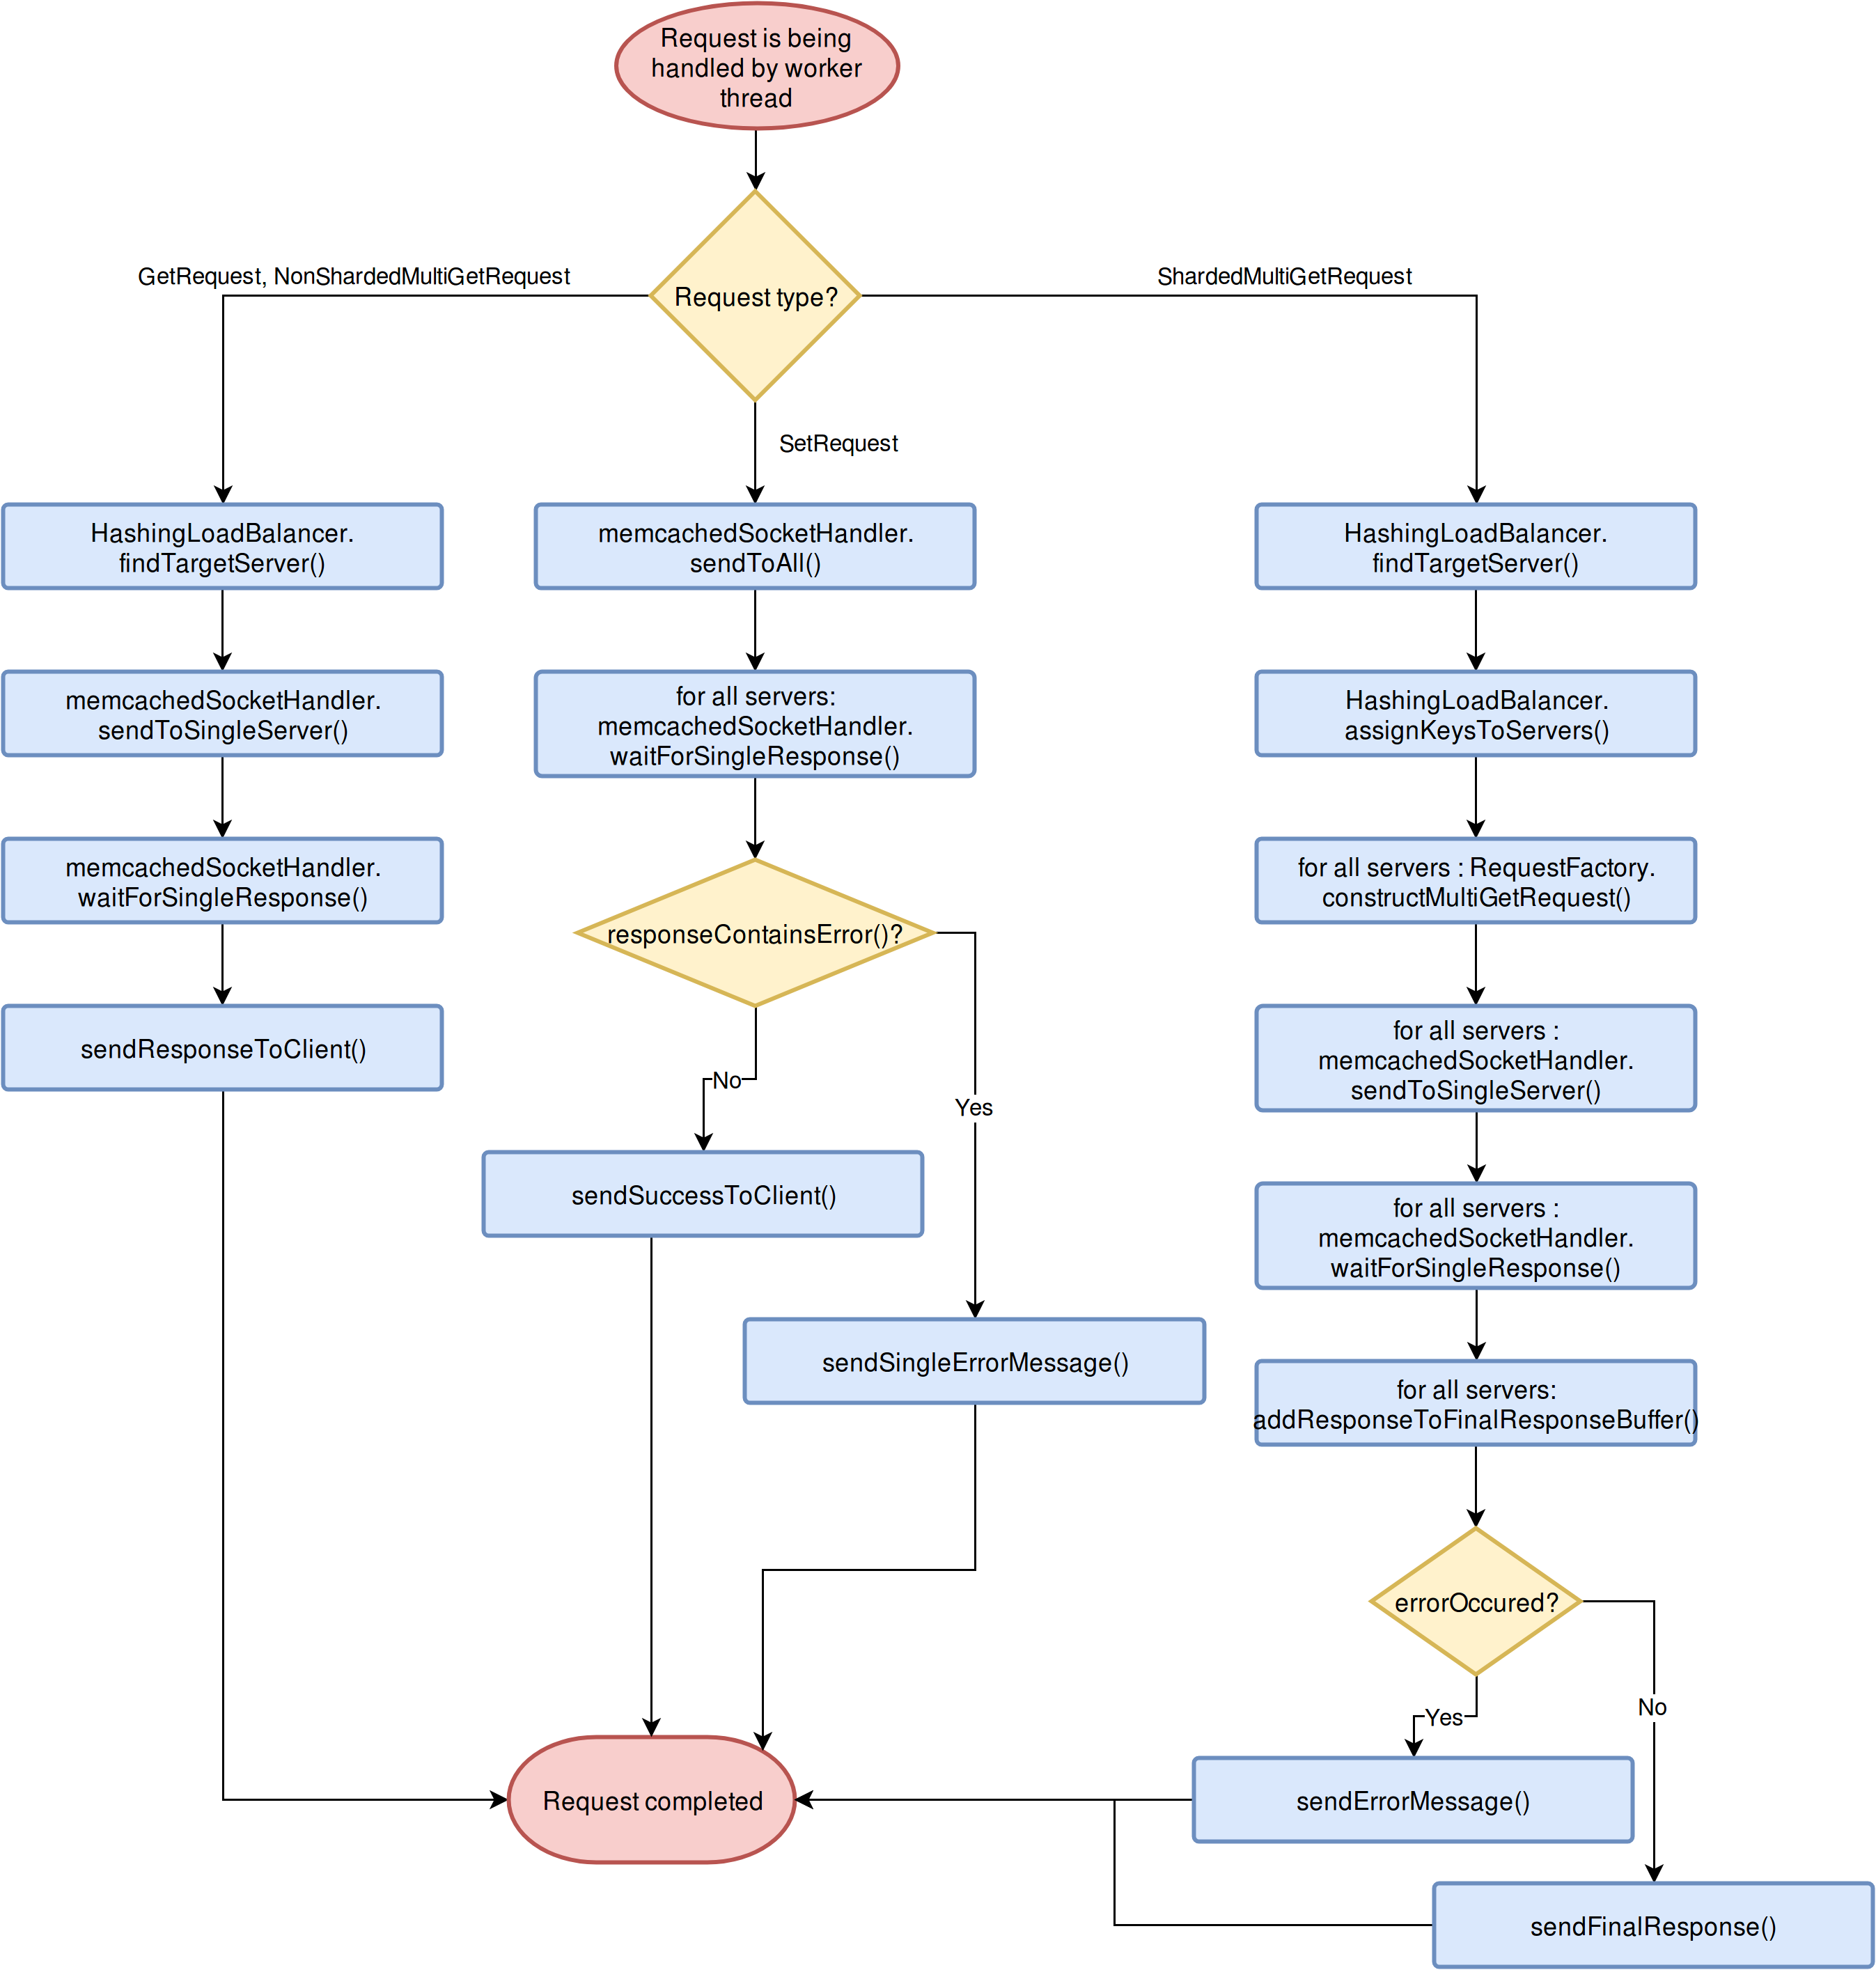 Request is being
handled by worker
thread
Request type?
GetRequest, NonShardedMultiGetRequest
ShardedMultiGetRequest
SetRequest
HashingLoadBalancer.
findTargetServer()
memcachedSocketHandler.
sendToSingleServer()
memcachedSocketHandler.
waitForSingleResponse()
sendResponseToClient()
memcachedSocketHandler.
sendToAll()
for all servers:
memcachedSocketHandler.
waitForSingleResponse()
responseContainsError()?
No
Yes
sendSuccessToClient()
sendSingleErrorMessage()
HashingLoadBalancer.
findTargetServer()
HashingLoadBalancer.
assignKeysToServers()
for all servers : RequestFactory.
constructMultiGetRequest()
for all servers :
memcachedSocketHandler.
sendToSingleServer()
for all servers :
memcachedSocketHandler.
waitForSingleResponse()
for all servers:
addResponseToFinalResponseBuffer()
errorOccured?
Yes
No
sendErrorMessage()
sendFinalResponse()
Request completed